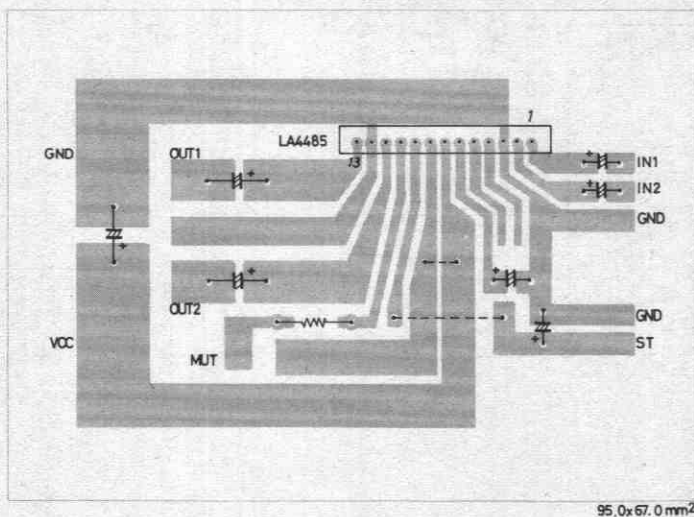 1
LA4485
13
GND
OUT1
IN1
IN2
GND
OUT2
GND
VCC
ST
MUT
95.0x67.0 mm²
+
+
+
+
+
+
+